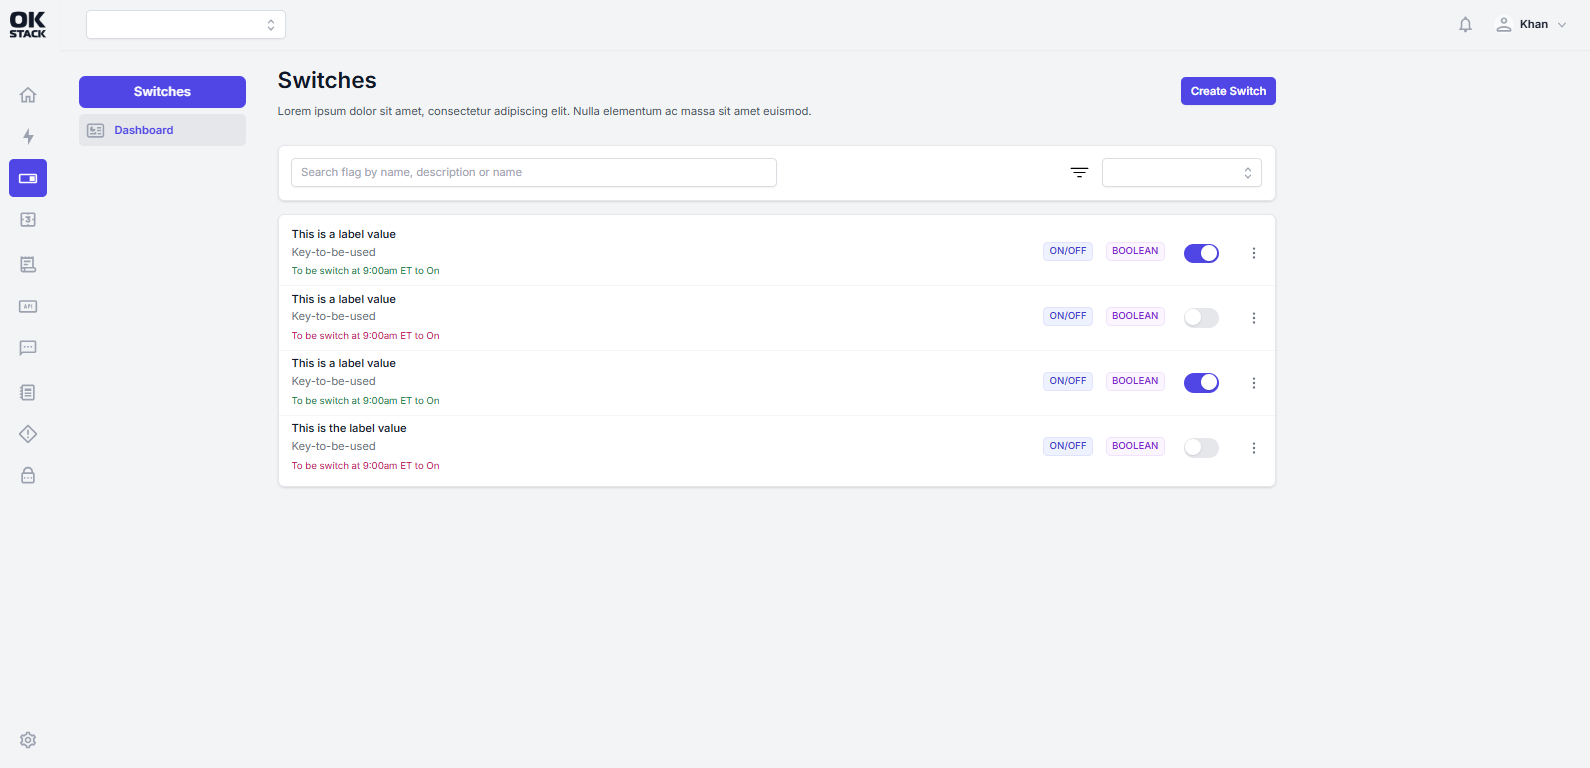 OK
STACK
Khan
Switches
Dashboard
Switches
Lorem ipsum dolor sit amet, consectetur adipiscing elit. Nulla elementum ac massa sit amet euismod.
Create Switch
Search flag by name, description or name
This is a label value
Key-to-be-used
To be switch at 9:00am ET to On
ON/OFF BOOLEAN
This is a label value
Key-to-be-used
To be switch at 9:00am ET to On
ON/OFF BOOLEAN
This is a label value
Key-to-be-used
To be switch at 9:00am ET to On
ON/OFF BOOLEAN
This is the label value
Key-to-be-used
To be switch at 9:00am ET to On
ON/OFF BOOLEAN
3
API